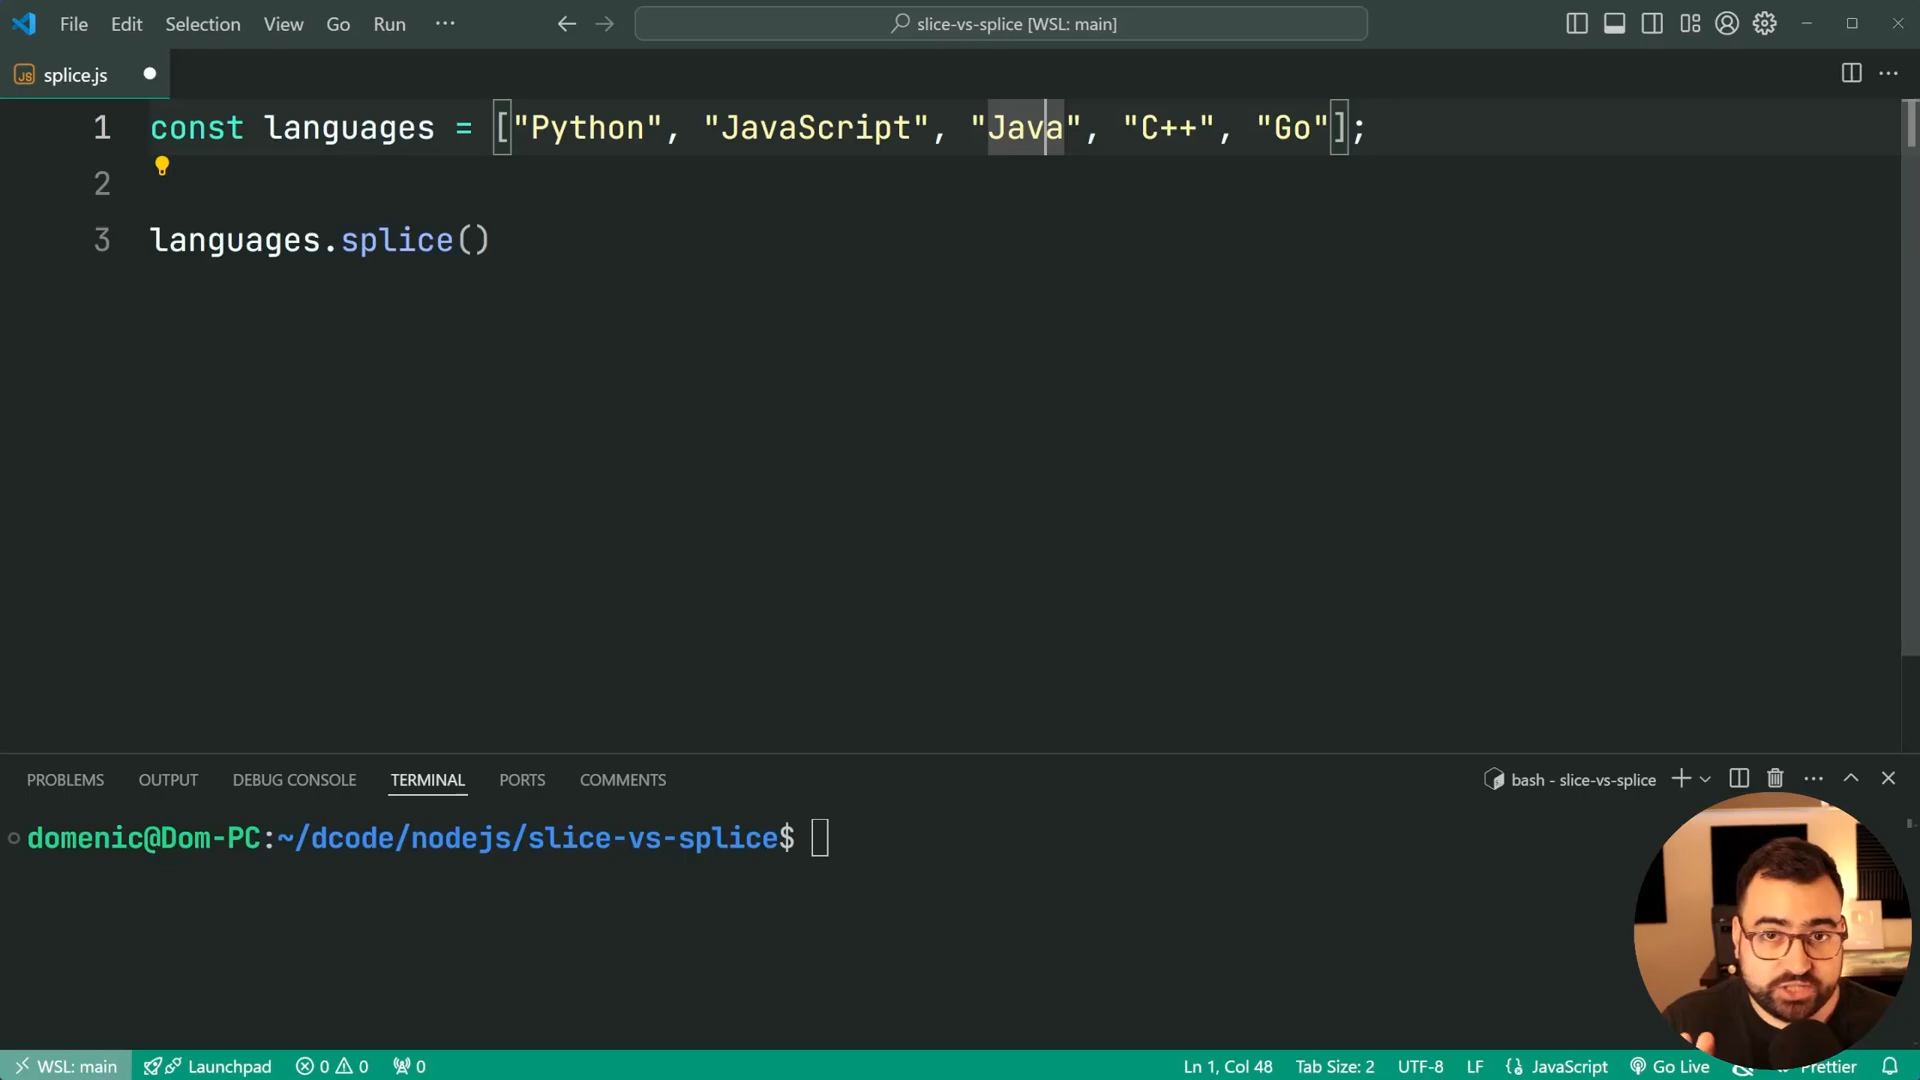 File Edit Selection View Go Run ··· slice-vs-splice [WSL: main]
JS splice.js
1 const languages = ["Python", "JavaScript", "Java", "C++", "Go"];
2
3 languages.splice()
PROBLEMS OUTPUT DEBUG CONSOLE TERMINAL PORTS COMMENTS bash - slice-vs-splice
domenic@Dom-PC:~/dcode/nodejs/slice-vs-splice$
WSL: main Launchpad 0 0 0 Ln 1, Col 48 Tab Size: 2 UTF-8 LF {} JavaScript Go Live Prettier